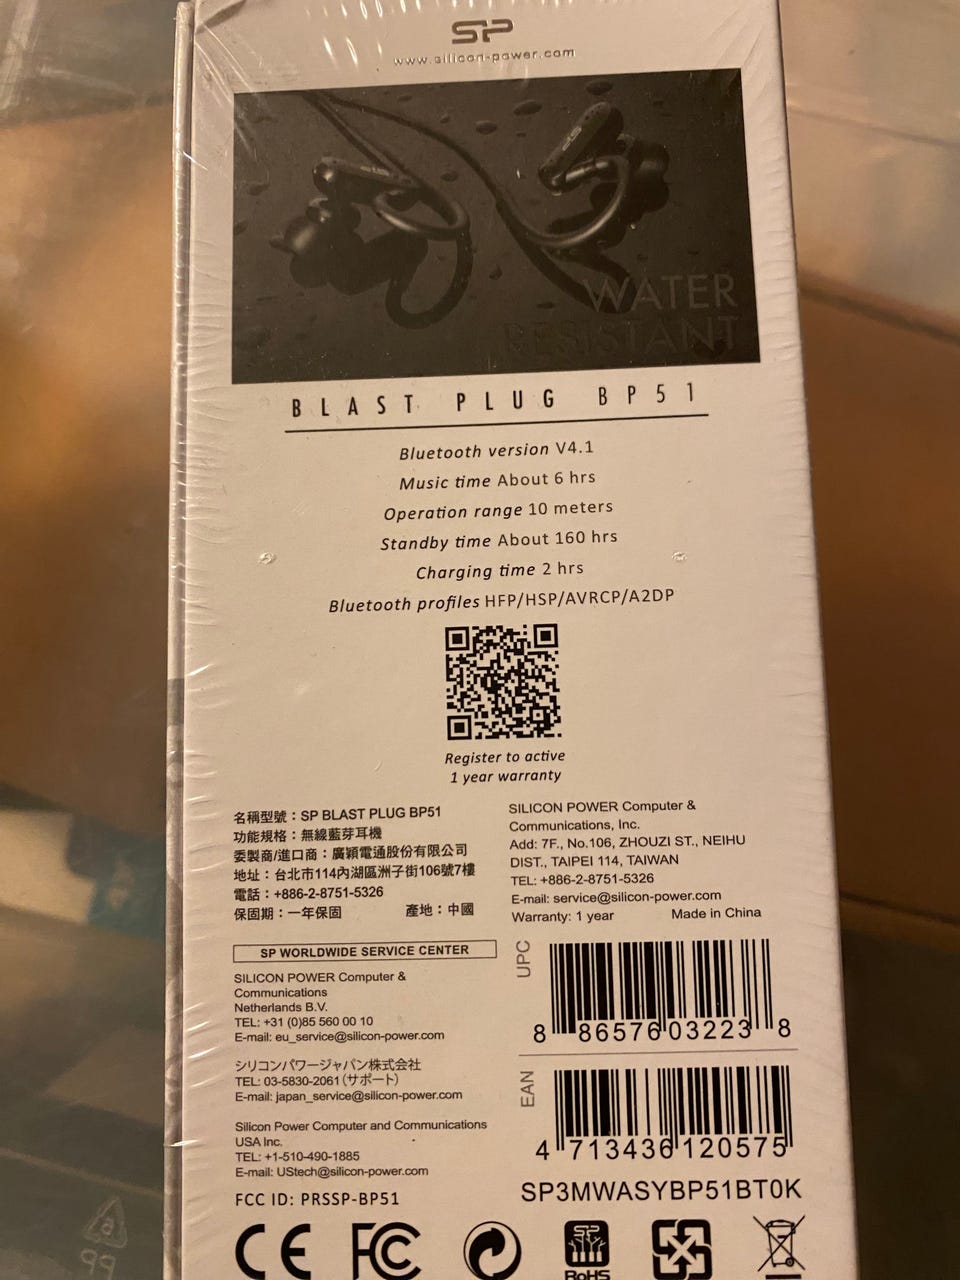 SP
www.silicon-power.com
SP
WATER
RESISTANT
BLAST PLUG BP51
Bluetooth version V4.1
Music time About 6 hrs
Operation range 10 meters
Standby time About 160 hrs
Charging time 2 hrs
Bluetooth profiles HFP/HSP/AVRCP/A2DP
Register to active
1 year warranty
名稱型號：SP BLAST PLUG BP51
功能規格：無線藍芽耳機
委製商/進口商：廣穎電通股份有限公司
地址：台北市114內湖區洲子街106號7樓
電話：+886-2-8751-5326
保固期：一年保固 產地：中國
SILICON POWER Computer &
Communications, Inc.
Add: 7F., No.106, ZHOUZI ST., NEIHU
DIST., TAIPEI 114, TAIWAN
TEL: +886-2-8751-5326
E-mail: service@silicon-power.com
Warranty: 1 year Made in China
SP WORLDWIDE SERVICE CENTER
SILICON POWER Computer &
Communications
Netherlands B.V.
TEL: +31 (0)85 560 00 10
E-mail: eu_service@silicon-power.com
シリコンパワージャパン株式会社
TEL: 03-5830-2061（サポート）
E-mail: japan_service@silicon-power.com
Silicon Power Computer and Communications
USA Inc.
TEL: +1-510-490-1885
E-mail: UStech@silicon-power.com
FCC ID: PRSSP-BP51
UPC
8 86576 03223 8
EAN
4 713436 120575
SP3MWASYBP51BT0K
CE FC SP
RoHS
PP